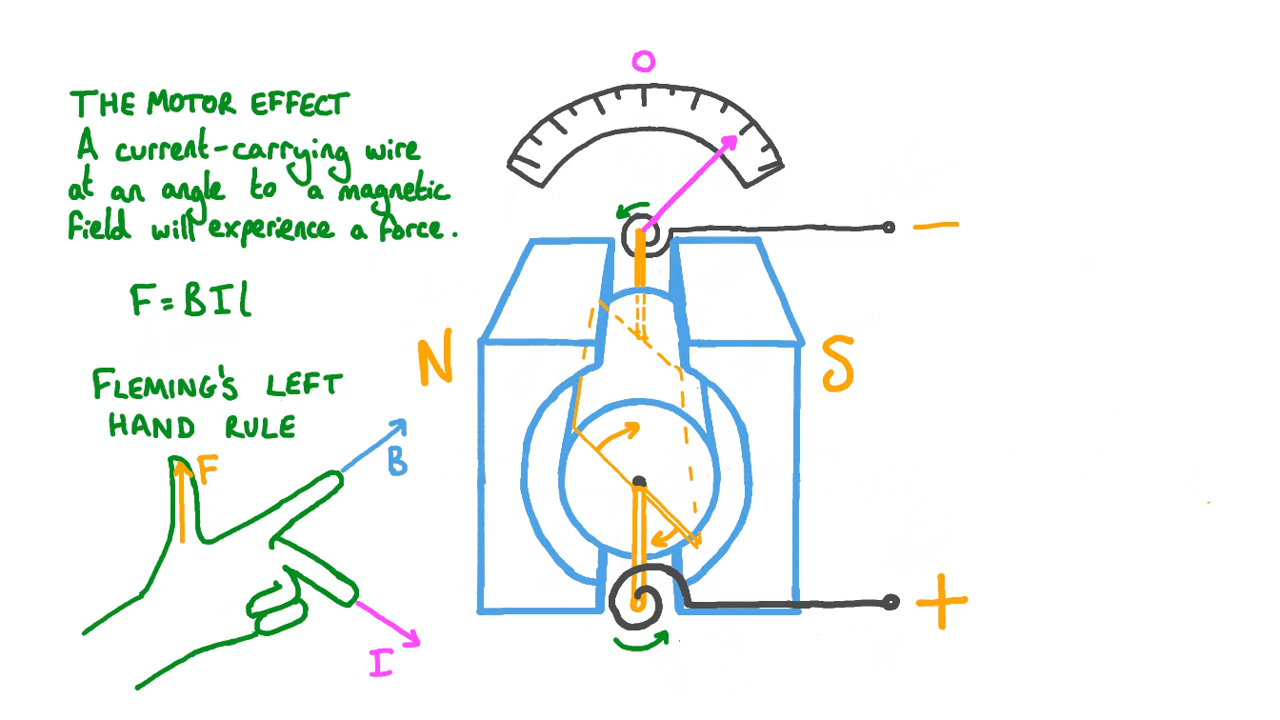 THE MOTOR EFFECT
A current-carrying wire
at an angle to a magnetic
field will experience a force.
F = BIl
FLEMING'S LEFT
HAND RULE
F
B
I
O
N
S
−
+